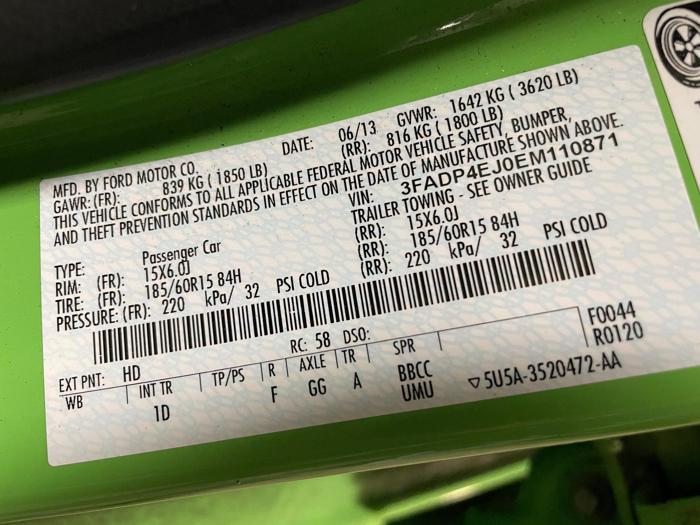 MFD. BY FORD MOTOR CO. DATE: 06/13 GVWR: 1642 KG ( 3620 LB)
GAWR: (FR): 839 KG ( 1850 LB) (RR): 816 KG ( 1800 LB)
THIS VEHICLE CONFORMS TO ALL APPLICABLE FEDERAL MOTOR VEHICLE SAFETY, BUMPER,
AND THEFT PREVENTION STANDARDS IN EFFECT ON THE DATE OF MANUFACTURE SHOWN ABOVE.
VIN: 3FADP4EJ0EM110871
TYPE: Passenger Car TRAILER TOWING - SEE OWNER GUIDE
RIM: (FR): 15X6.0J (RR): 15X6.0J
TIRE: (FR): 185/60R15 84H (RR): 185/60R15 84H
PRESSURE: (FR): 220 kPa/ 32 PSI COLD (RR): 220 kPa/ 32 PSI COLD
EXT PNT: HD RC: 58 DSO: F0044
WB INT TR TP/PS R AXLE TR SPR R0120
1D F GG A BBCC
UMU ▽5U5A-3520472-AA